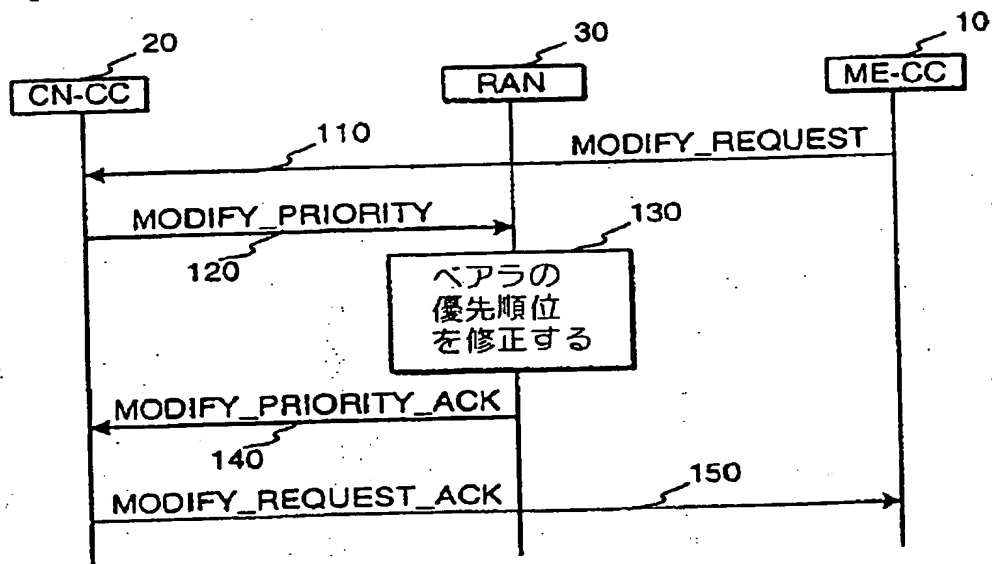 20
30
10
CN-CC
RAN
ME-CC
110
MODIFY_REQUEST
MODIFY_PRIORITY
120
130
ベアラの
優先順位
を修正する
MODIFY_PRIORITY_ACK
140
150
MODIFY_REQUEST_ACK